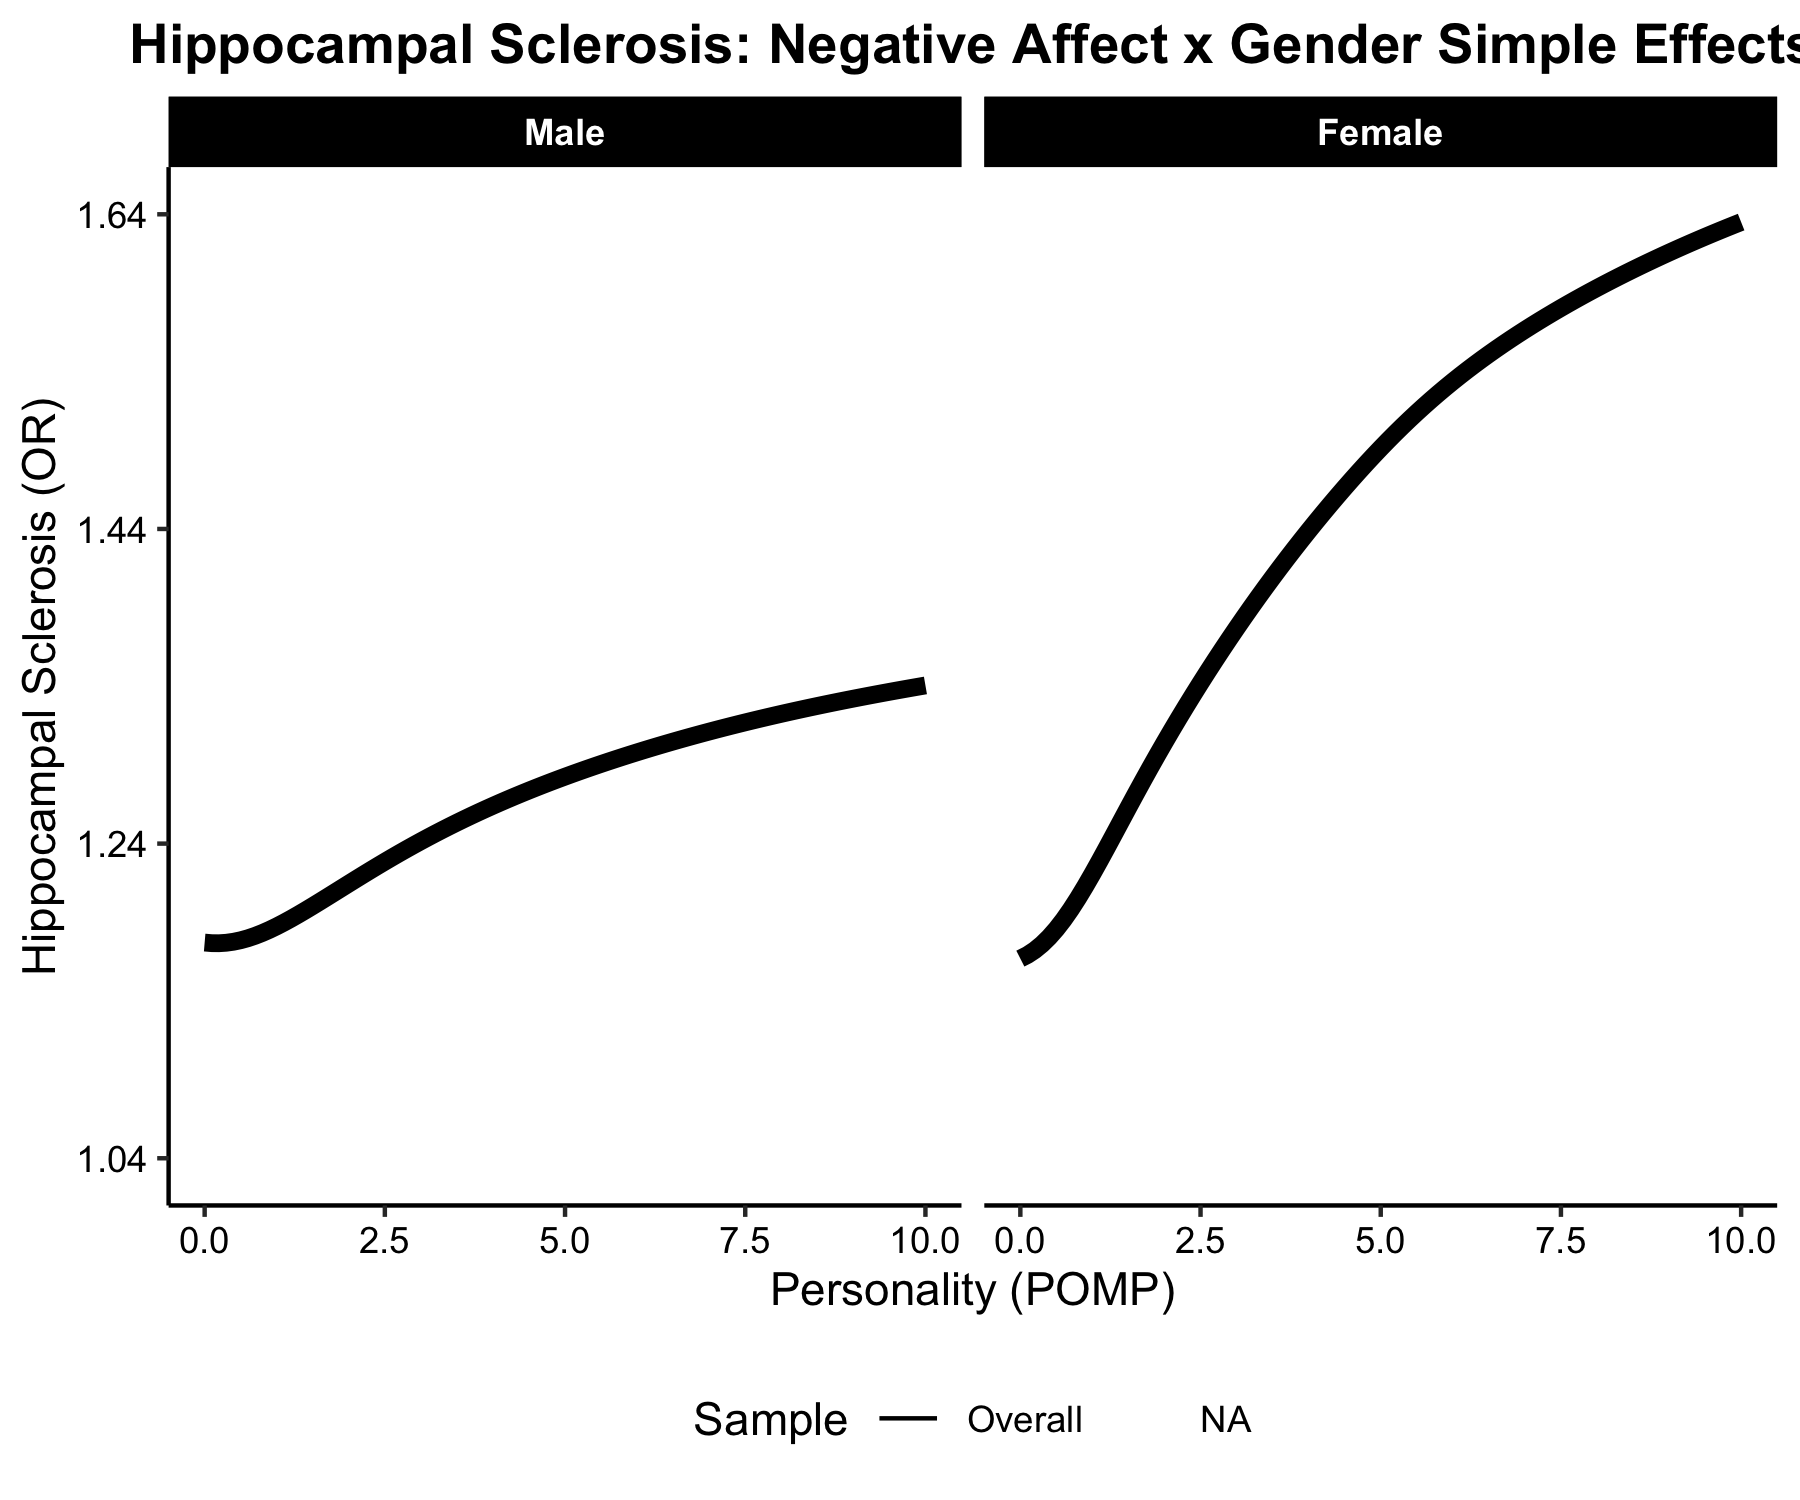 Hippocampal Sclerosis: Negative Affect x Gender Simple Effects
Male Female
Hippocampal Sclerosis (OR)
1.64
1.44
1.24
1.04
0.0 2.5 5.0 7.5 10.0 0.0 2.5 5.0 7.5 10.0
Personality (POMP)
Sample Overall NA